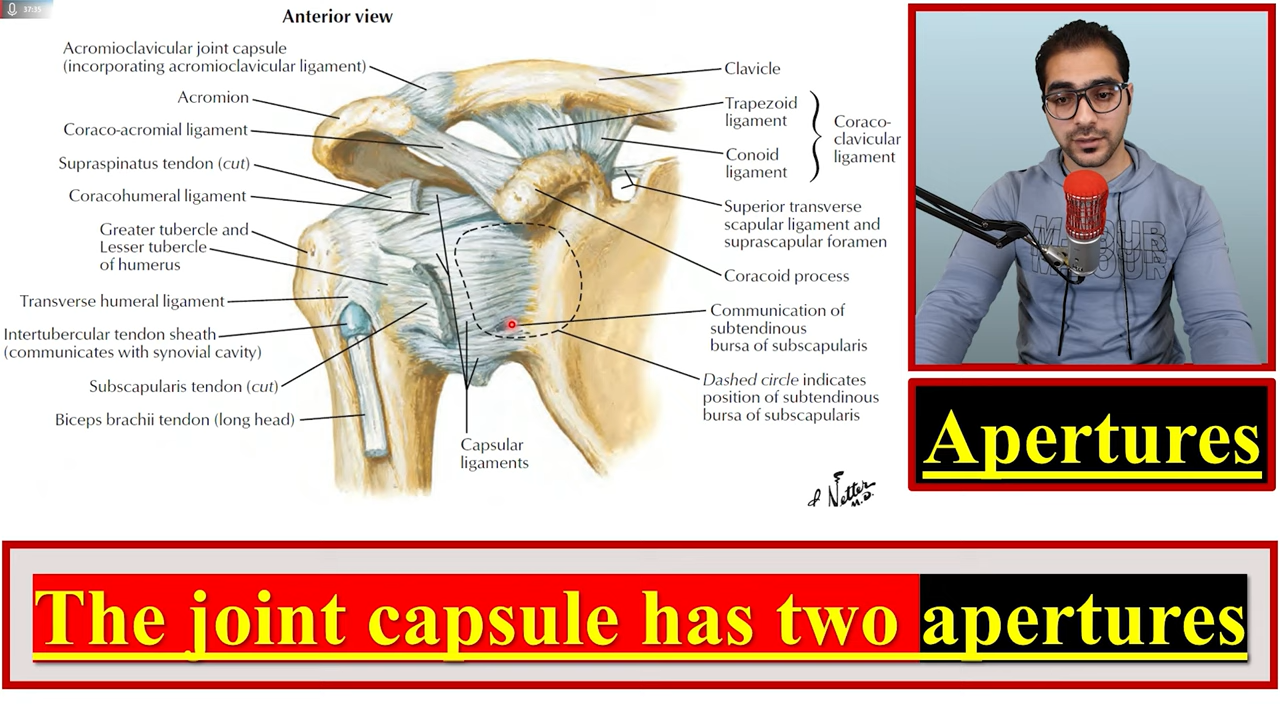 37:35
Anterior view
Acromioclavicular joint capsule
(incorporating acromioclavicular ligament)
Acromion
Coraco-acromial ligament
Supraspinatus tendon (cut)
Coracohumeral ligament
Greater tubercle and
Lesser tubercle
of humerus
Transverse humeral ligament
Intertubercular tendon sheath
(communicates with synovial cavity)
Subscapularis tendon (cut)
Biceps brachii tendon (long head)
Capsular
ligaments
Clavicle
Trapezoid
ligament
Conoid
ligament
Coraco-
clavicular
ligament
Superior transverse
scapular ligament and
suprascapular foramen
Coracoid process
Communication of
subtendinous
bursa of subscapularis
Dashed circle indicates
position of subtendinous
bursa of subscapularis
Netter
M.D.
Apertures
The joint capsule has two apertures